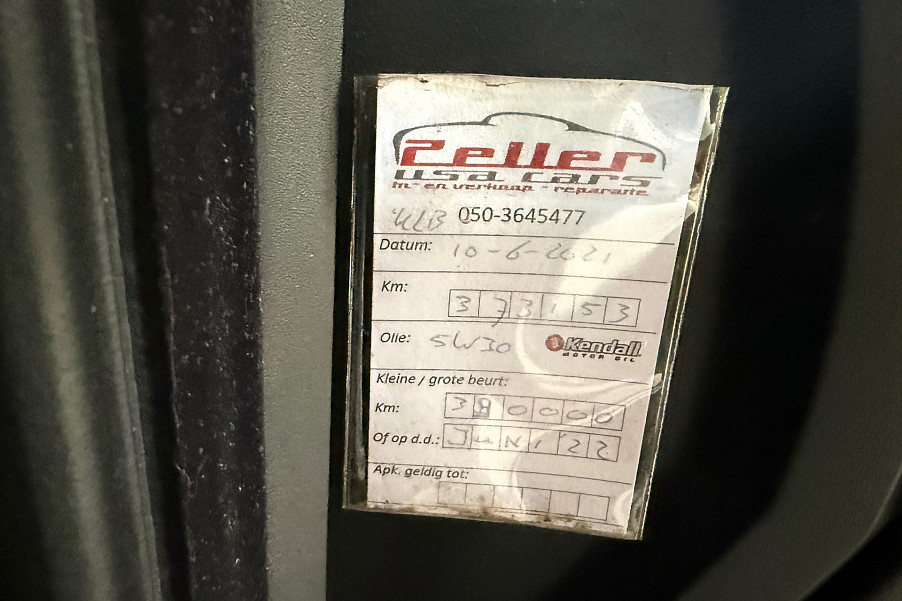 Zeller
usa cars
in- en verkoop - reparatie
KLB 050-3645477
Datum: 10-6-2021
Km: 373153
Olie: 5W30 Kendall
MOTOR OIL
Kleine / grote beurt:
Km: 380000
Of op d.d.: JUNI '22
Apk. geldig tot: